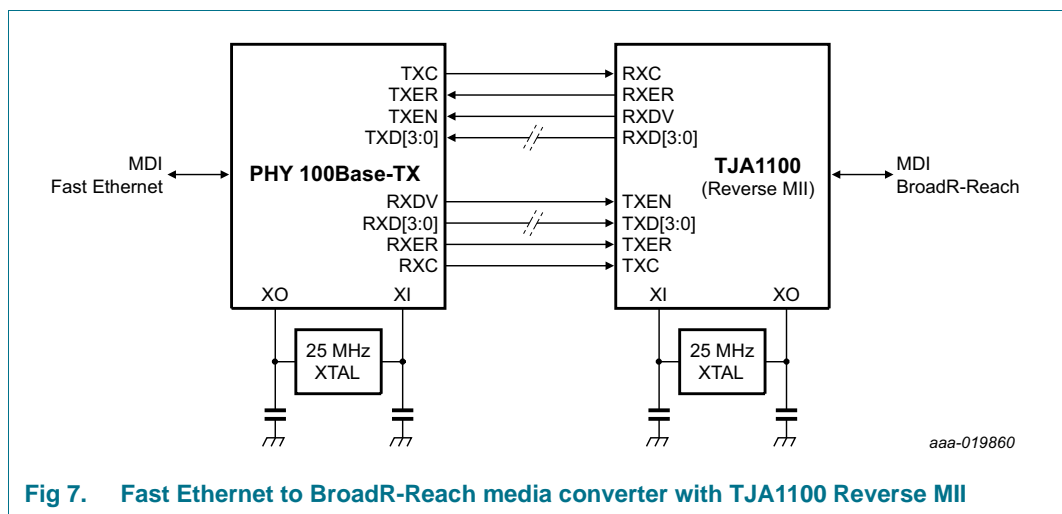 TXC
TXER
TXEN
TXD[3:0]
RXC
RXER
RXDV
RXD[3:0]
MDI
Fast Ethernet
PHY 100Base-TX
TJA1100
(Reverse MII)
MDI
BroadR-Reach
RXDV
RXD[3:0]
RXER
RXC
TXEN
TXD[3:0]
TXER
TXC
XO
XI
XI
XO
25 MHz
XTAL
25 MHz
XTAL
aaa-019860
Fig 7. Fast Ethernet to BroadR-Reach media converter with TJA1100 Reverse MII